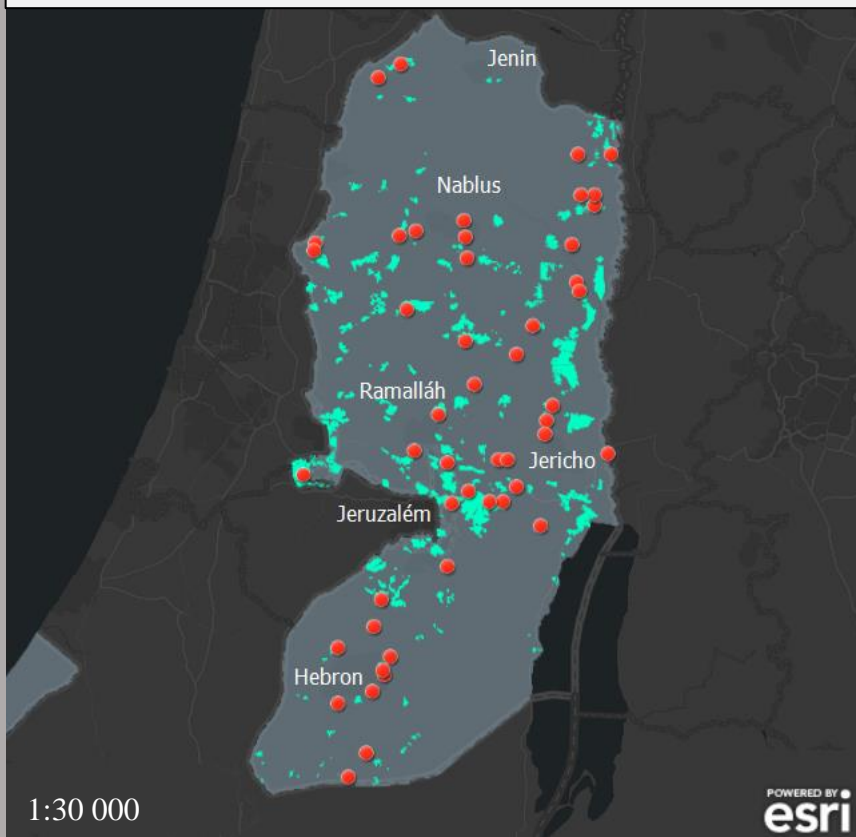 Jenin
Nablus
Ramalláh
Jericho
Jeruzalém
Hebron
1:30 000
POWERED BY
esri